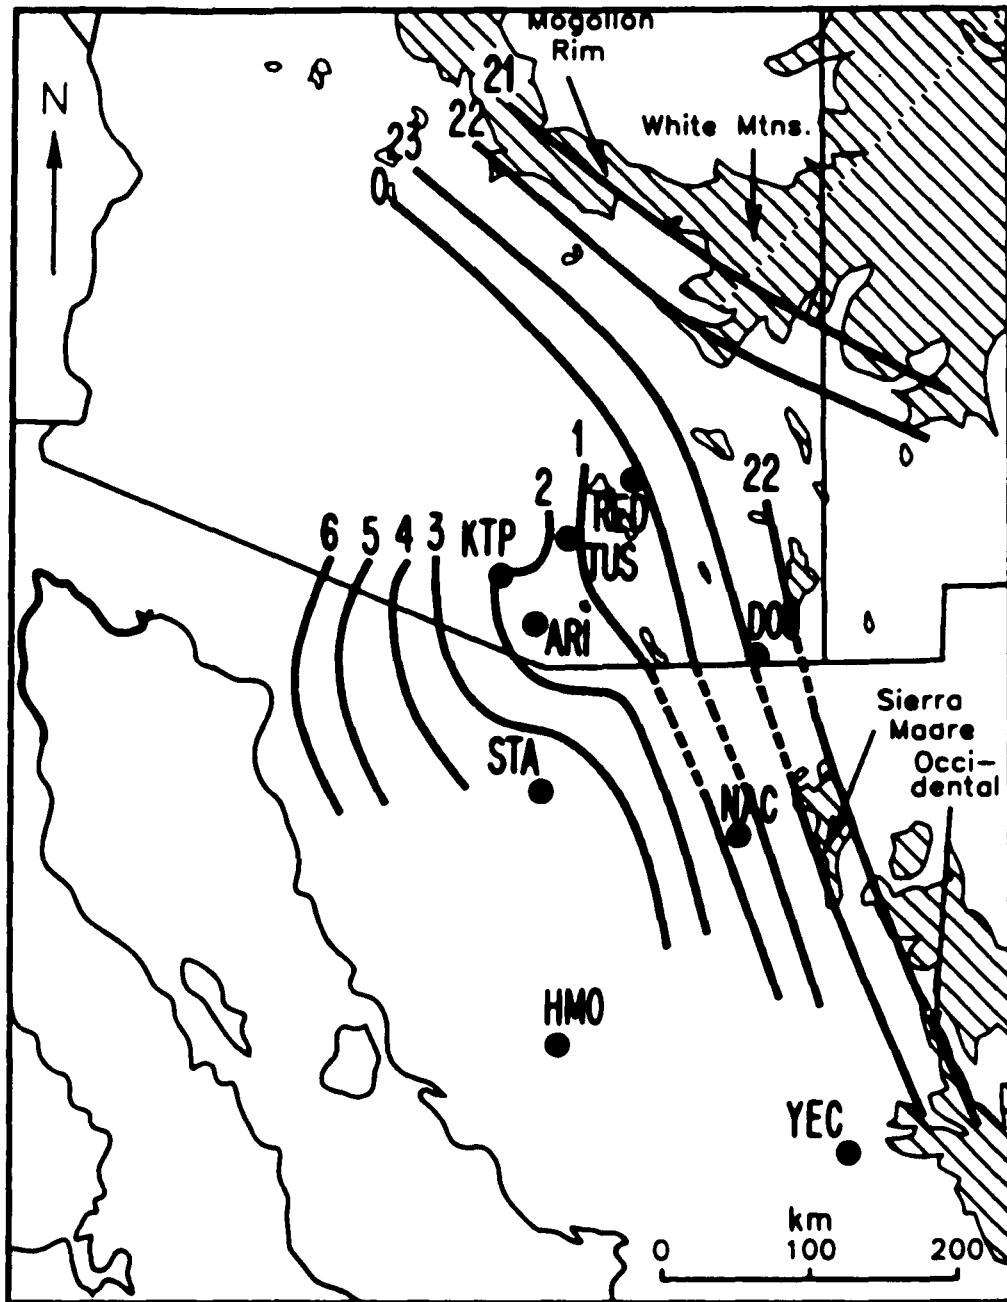 Mogollon
Rim
N
21
22
White Mtns.
23
0
1
2
22
RED
6
5
4
3
KTP
TUS
ARI
DOU
Sierra
Madre
Occi-
dental
STA
NAC
HMO
YEC
km
0 100 200